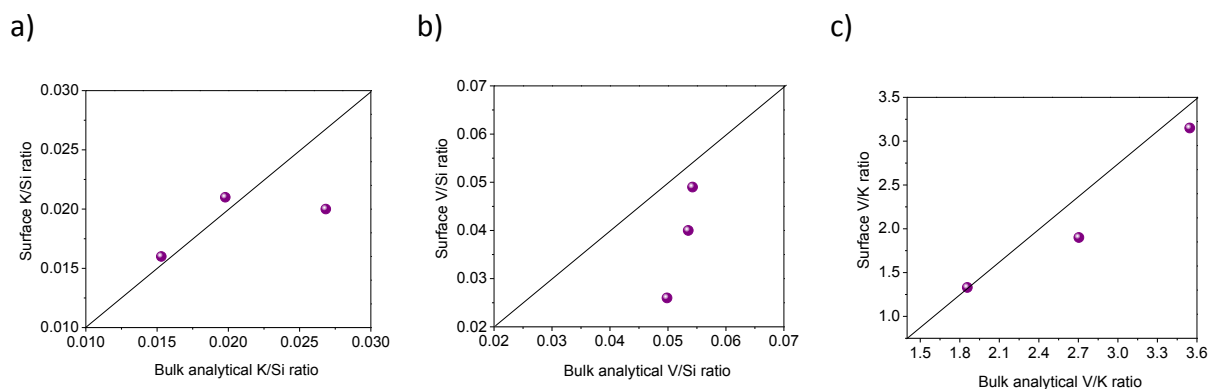 a)
0.030
0.025
0.020
0.015
0.010
Surface K/Si ratio
0.010 0.015 0.020 0.025 0.030
Bulk analytical K/Si ratio
b)
0.07
0.06
0.05
0.04
0.03
0.02
Surface V/Si ratio
0.02 0.03 0.04 0.05 0.06 0.07
Bulk analytical V/Si ratio
c)
3.5
3.0
2.5
2.0
1.5
1.0
Surface V/K ratio
1.5 1.8 2.1 2.4 2.7 3.0 3.3 3.6
Bulk analytical V/K ratio